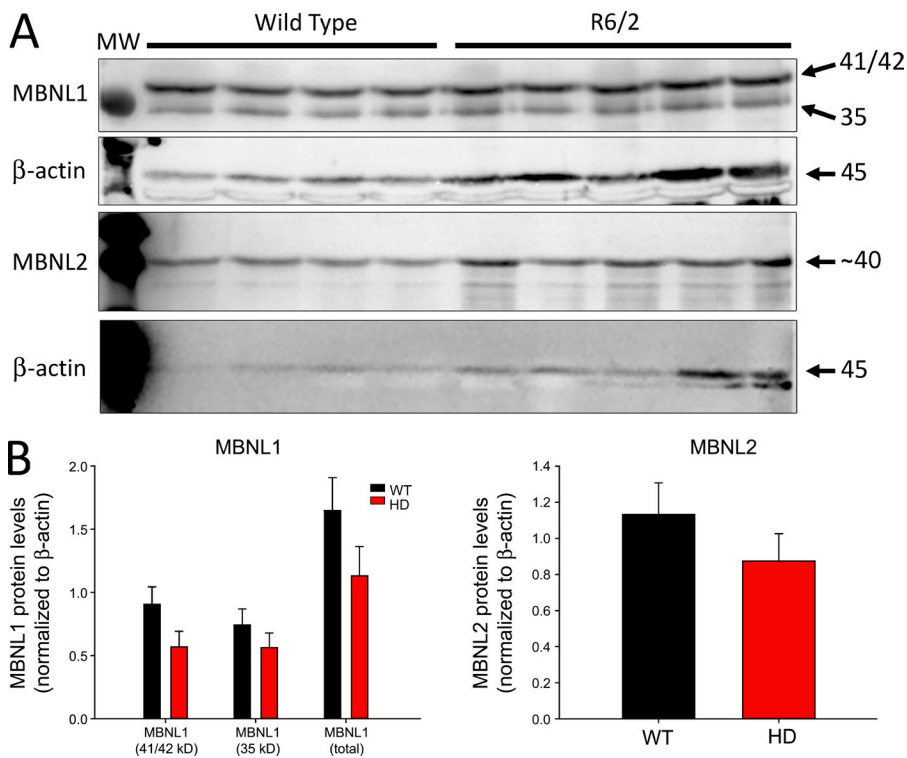 A
Wild Type
R6/2
MW
MBNL1
41/42
35
β-actin
45
MBNL2
~40
β-actin
45
B
MBNL1
MBNL1 protein levels
(normalized to β-actin)
2.0
1.5
1.0
0.5
0.0
WT
HD
MBNL1
(41/42 kD)
MBNL1
(35 kD)
MBNL1
(total)
MBNL2
MBNL2 protein levels
(normalized to β-actin)
1.4
1.2
1.0
0.8
0.6
0.4
0.2
0.0
WT
HD